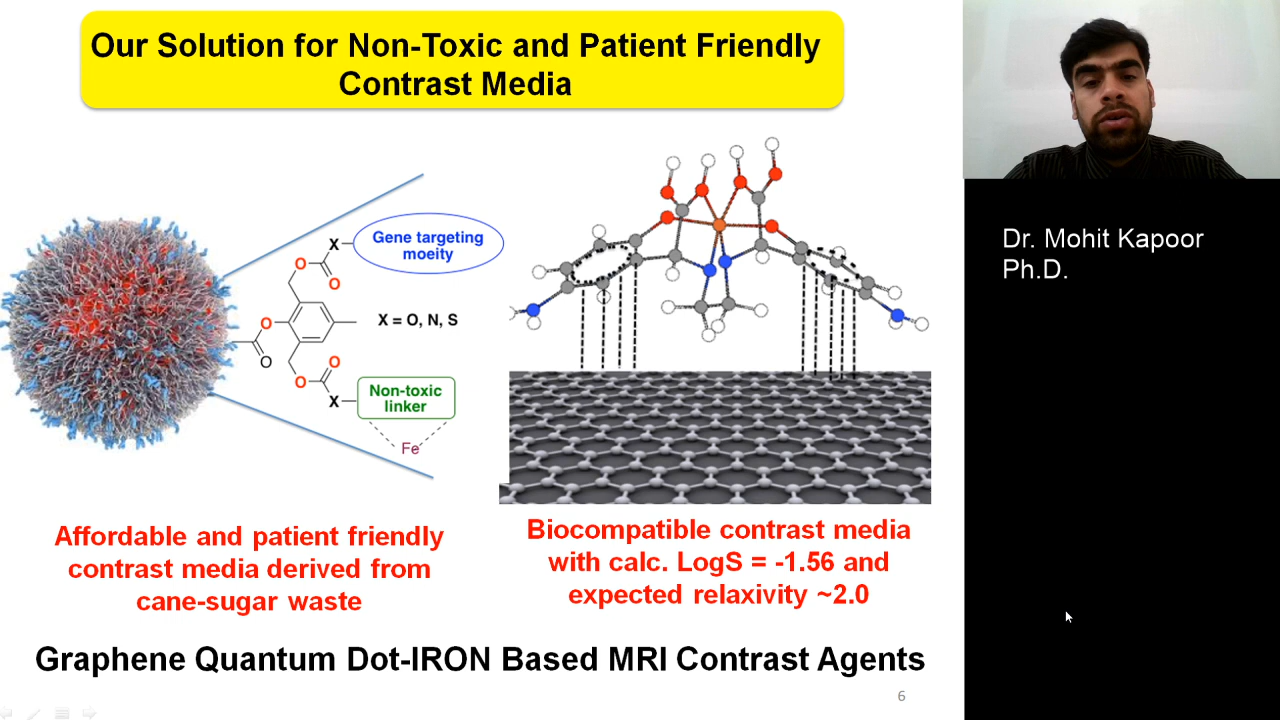 Our Solution for Non-Toxic and Patient Friendly
Contrast Media
Dr. Mohit Kapoor
Ph.D.
X
Gene targeting
moeity
O
O
O
O
X = O, N, S
O
O
X
Non-toxic
linker
Fe
Affordable and patient friendly
contrast media derived from
cane-sugar waste
Biocompatible contrast media
with calc. LogS = -1.56 and
expected relaxivity ~2.0
Graphene Quantum Dot-IRON Based MRI Contrast Agents
6